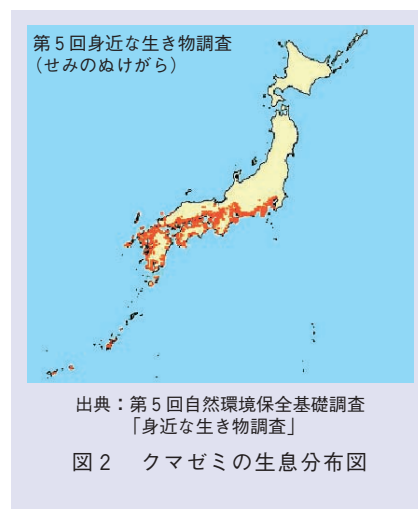 第5回身近な生き物調査
（せみのぬけがら）
出典：第5回自然環境保全基礎調査
「身近な生き物調査」
図2　クマゼミの生息分布図